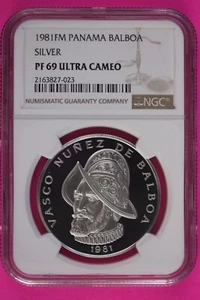 1981FM PANAMA BALBOA
SILVER
PF 69 ULTRA CAMEO
2163827-023
NUMISMATIC GUARANTY COMPANY
NGC
VASCO NUÑEZ DE BALBOA
1981